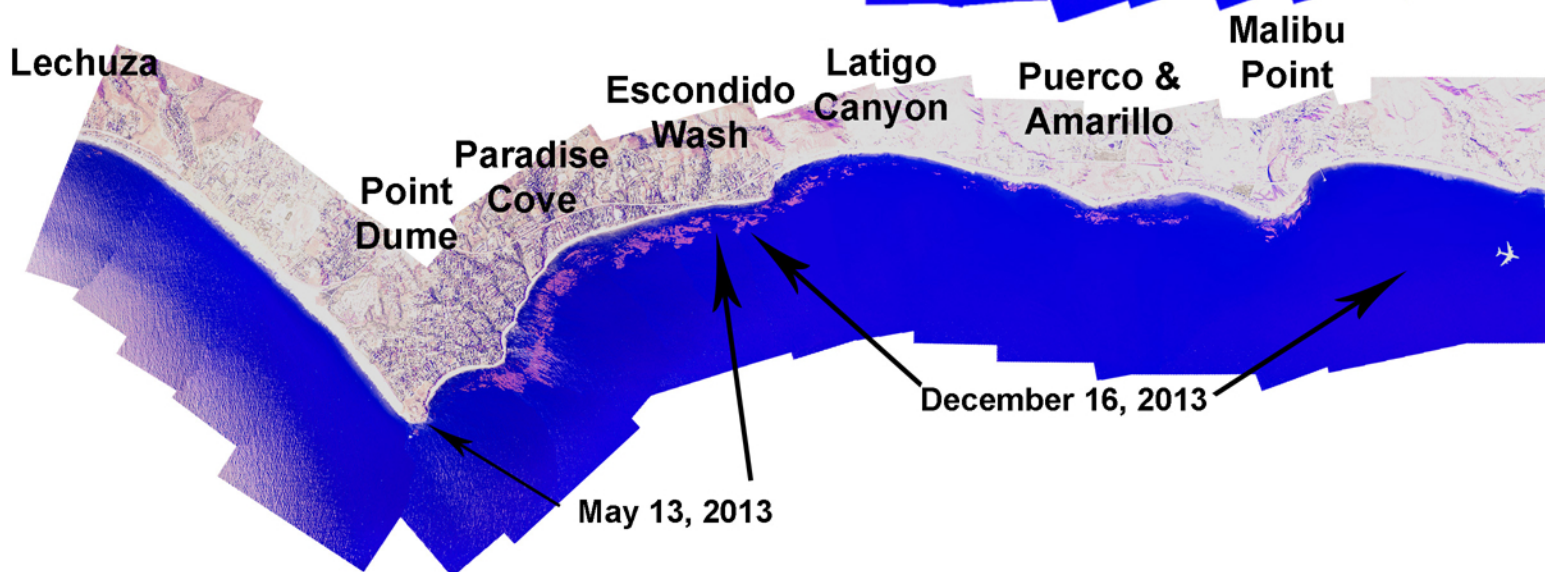 Lechuza
Point
Dume
Paradise
Cove
Escondido
Wash
Latigo
Canyon
Puerco &
Amarillo
Malibu
Point
December 16, 2013
May 13, 2013